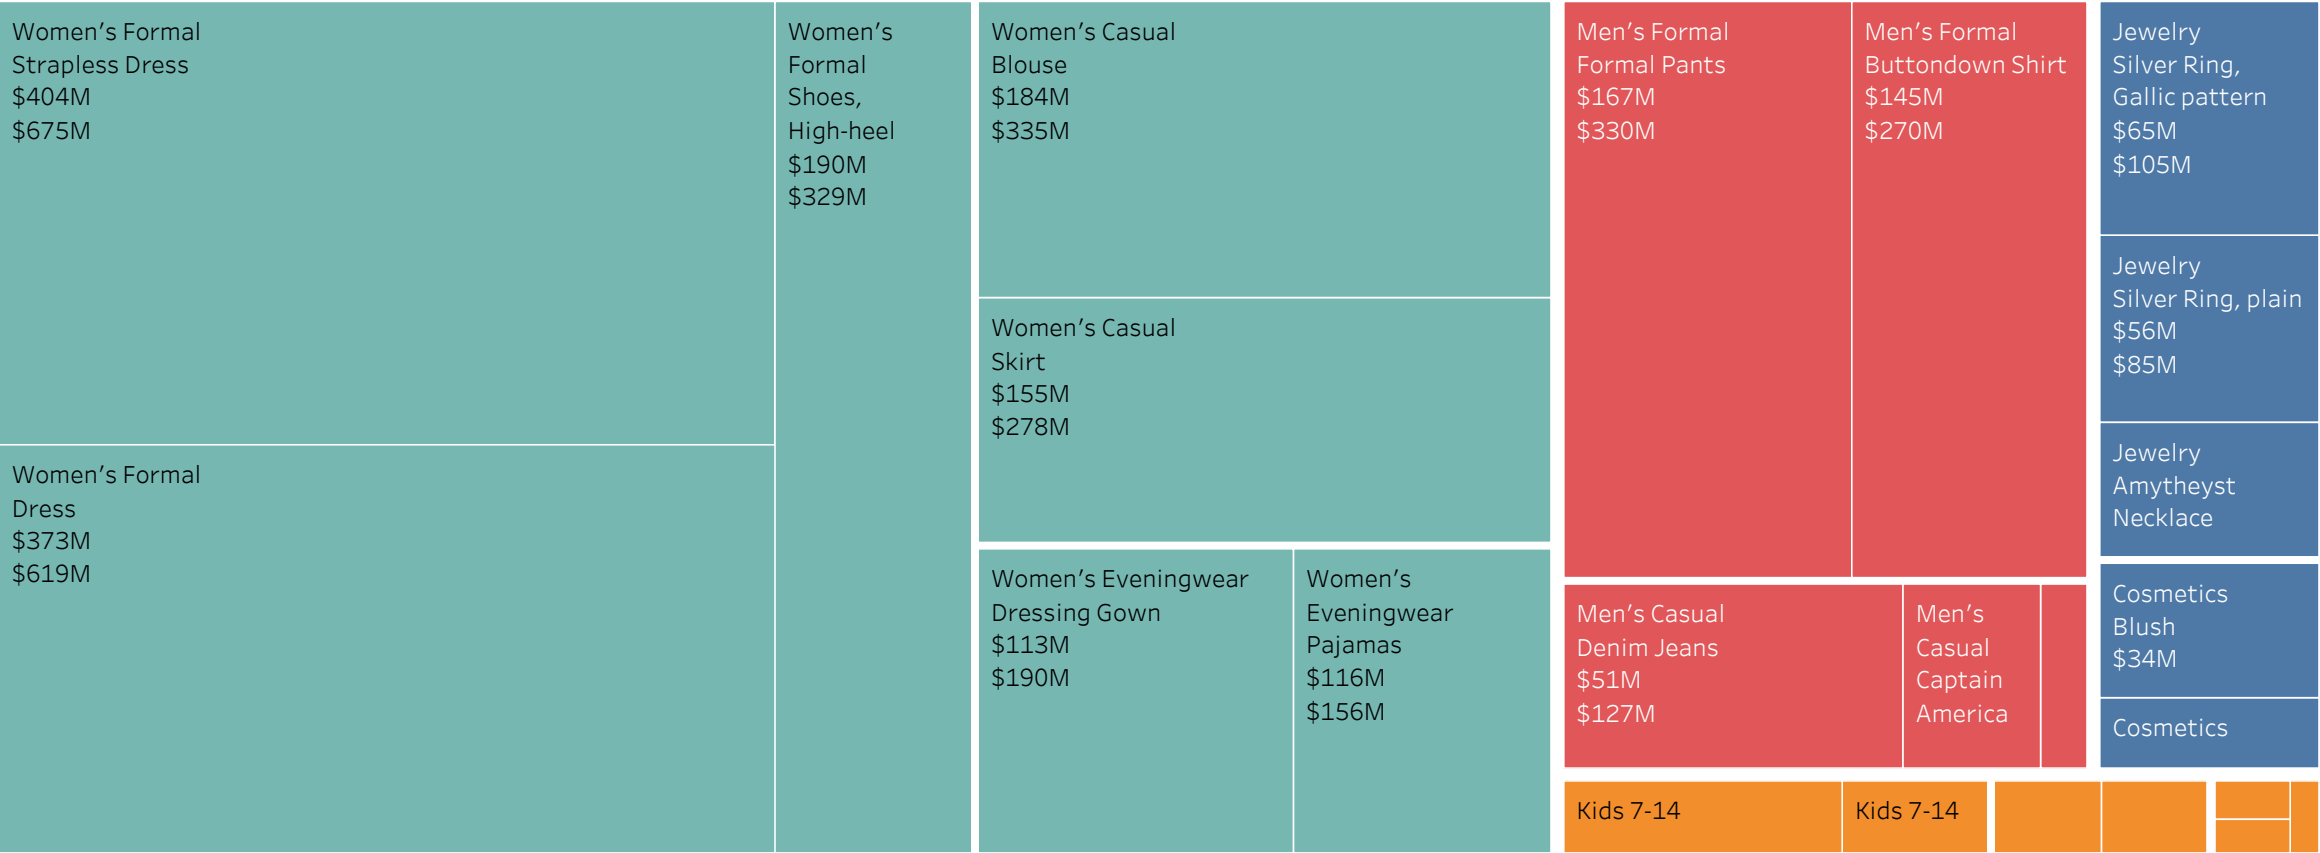 Women's Formal
Strapless Dress
$404M
$675M
Women's
Formal
Shoes,
High-heel
$190M
$329M
Women's Casual
Blouse
$184M
$335M
Men's Formal
Formal Pants
$167M
$330M
Men's Formal
Buttondown Shirt
$145M
$270M
Jewelry
Silver Ring,
Gallic pattern
$65M
$105M
Jewelry
Silver Ring, plain
$56M
$85M
Women's Casual
Skirt
$155M
$278M
Jewelry
Amytheyst
Necklace
Women's Formal
Dress
$373M
$619M
Women's Eveningwear
Dressing Gown
$113M
$190M
Women's
Eveningwear
Pajamas
$116M
$156M
Men's Casual
Denim Jeans
$51M
$127M
Men's
Casual
Captain
America
Cosmetics
Blush
$34M
Cosmetics
Kids 7-14
Kids 7-14